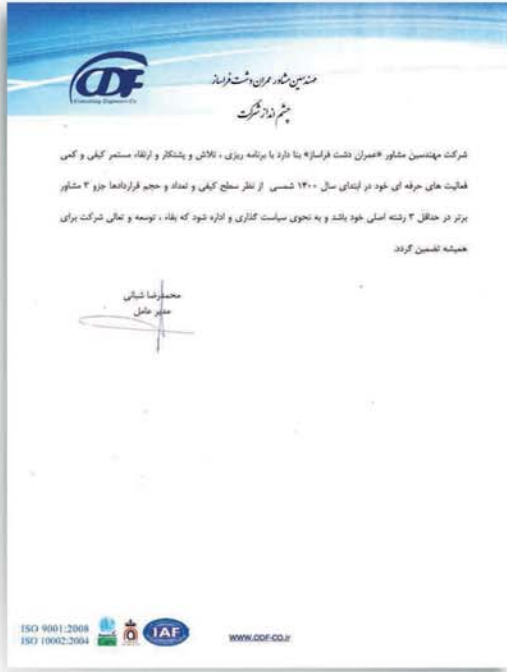 CDF
Consulting Engineers Co
مهندسین مشاور عمران دشت فراساز
چشم انداز شرکت
شرکت مهندسین مشاور «عمران دشت فراساز» بنا دارد با برنامه ریزی ، تلاش و پشتکار و ارتقاء مستمر کیفی و کمی
فعالیت های حرفه ای خود در ابتدای سال ۱۴۰۰ شمسی از نظر سطح کیفی و تعداد و حجم قراردادها جزو ۳ مشاور
برتر در حداقل ۳ رشته اصلی خود باشد و به نحوی سیاست گذاری و اداره شود که بقاء ، توسعه و تعالی شرکت برای
همیشه تضمین گردد.
محمدرضا شبانی
مدیر عامل
ISO 9001:2008
ISO 10002:2004
IAF
WWW.CDF-CO.ir